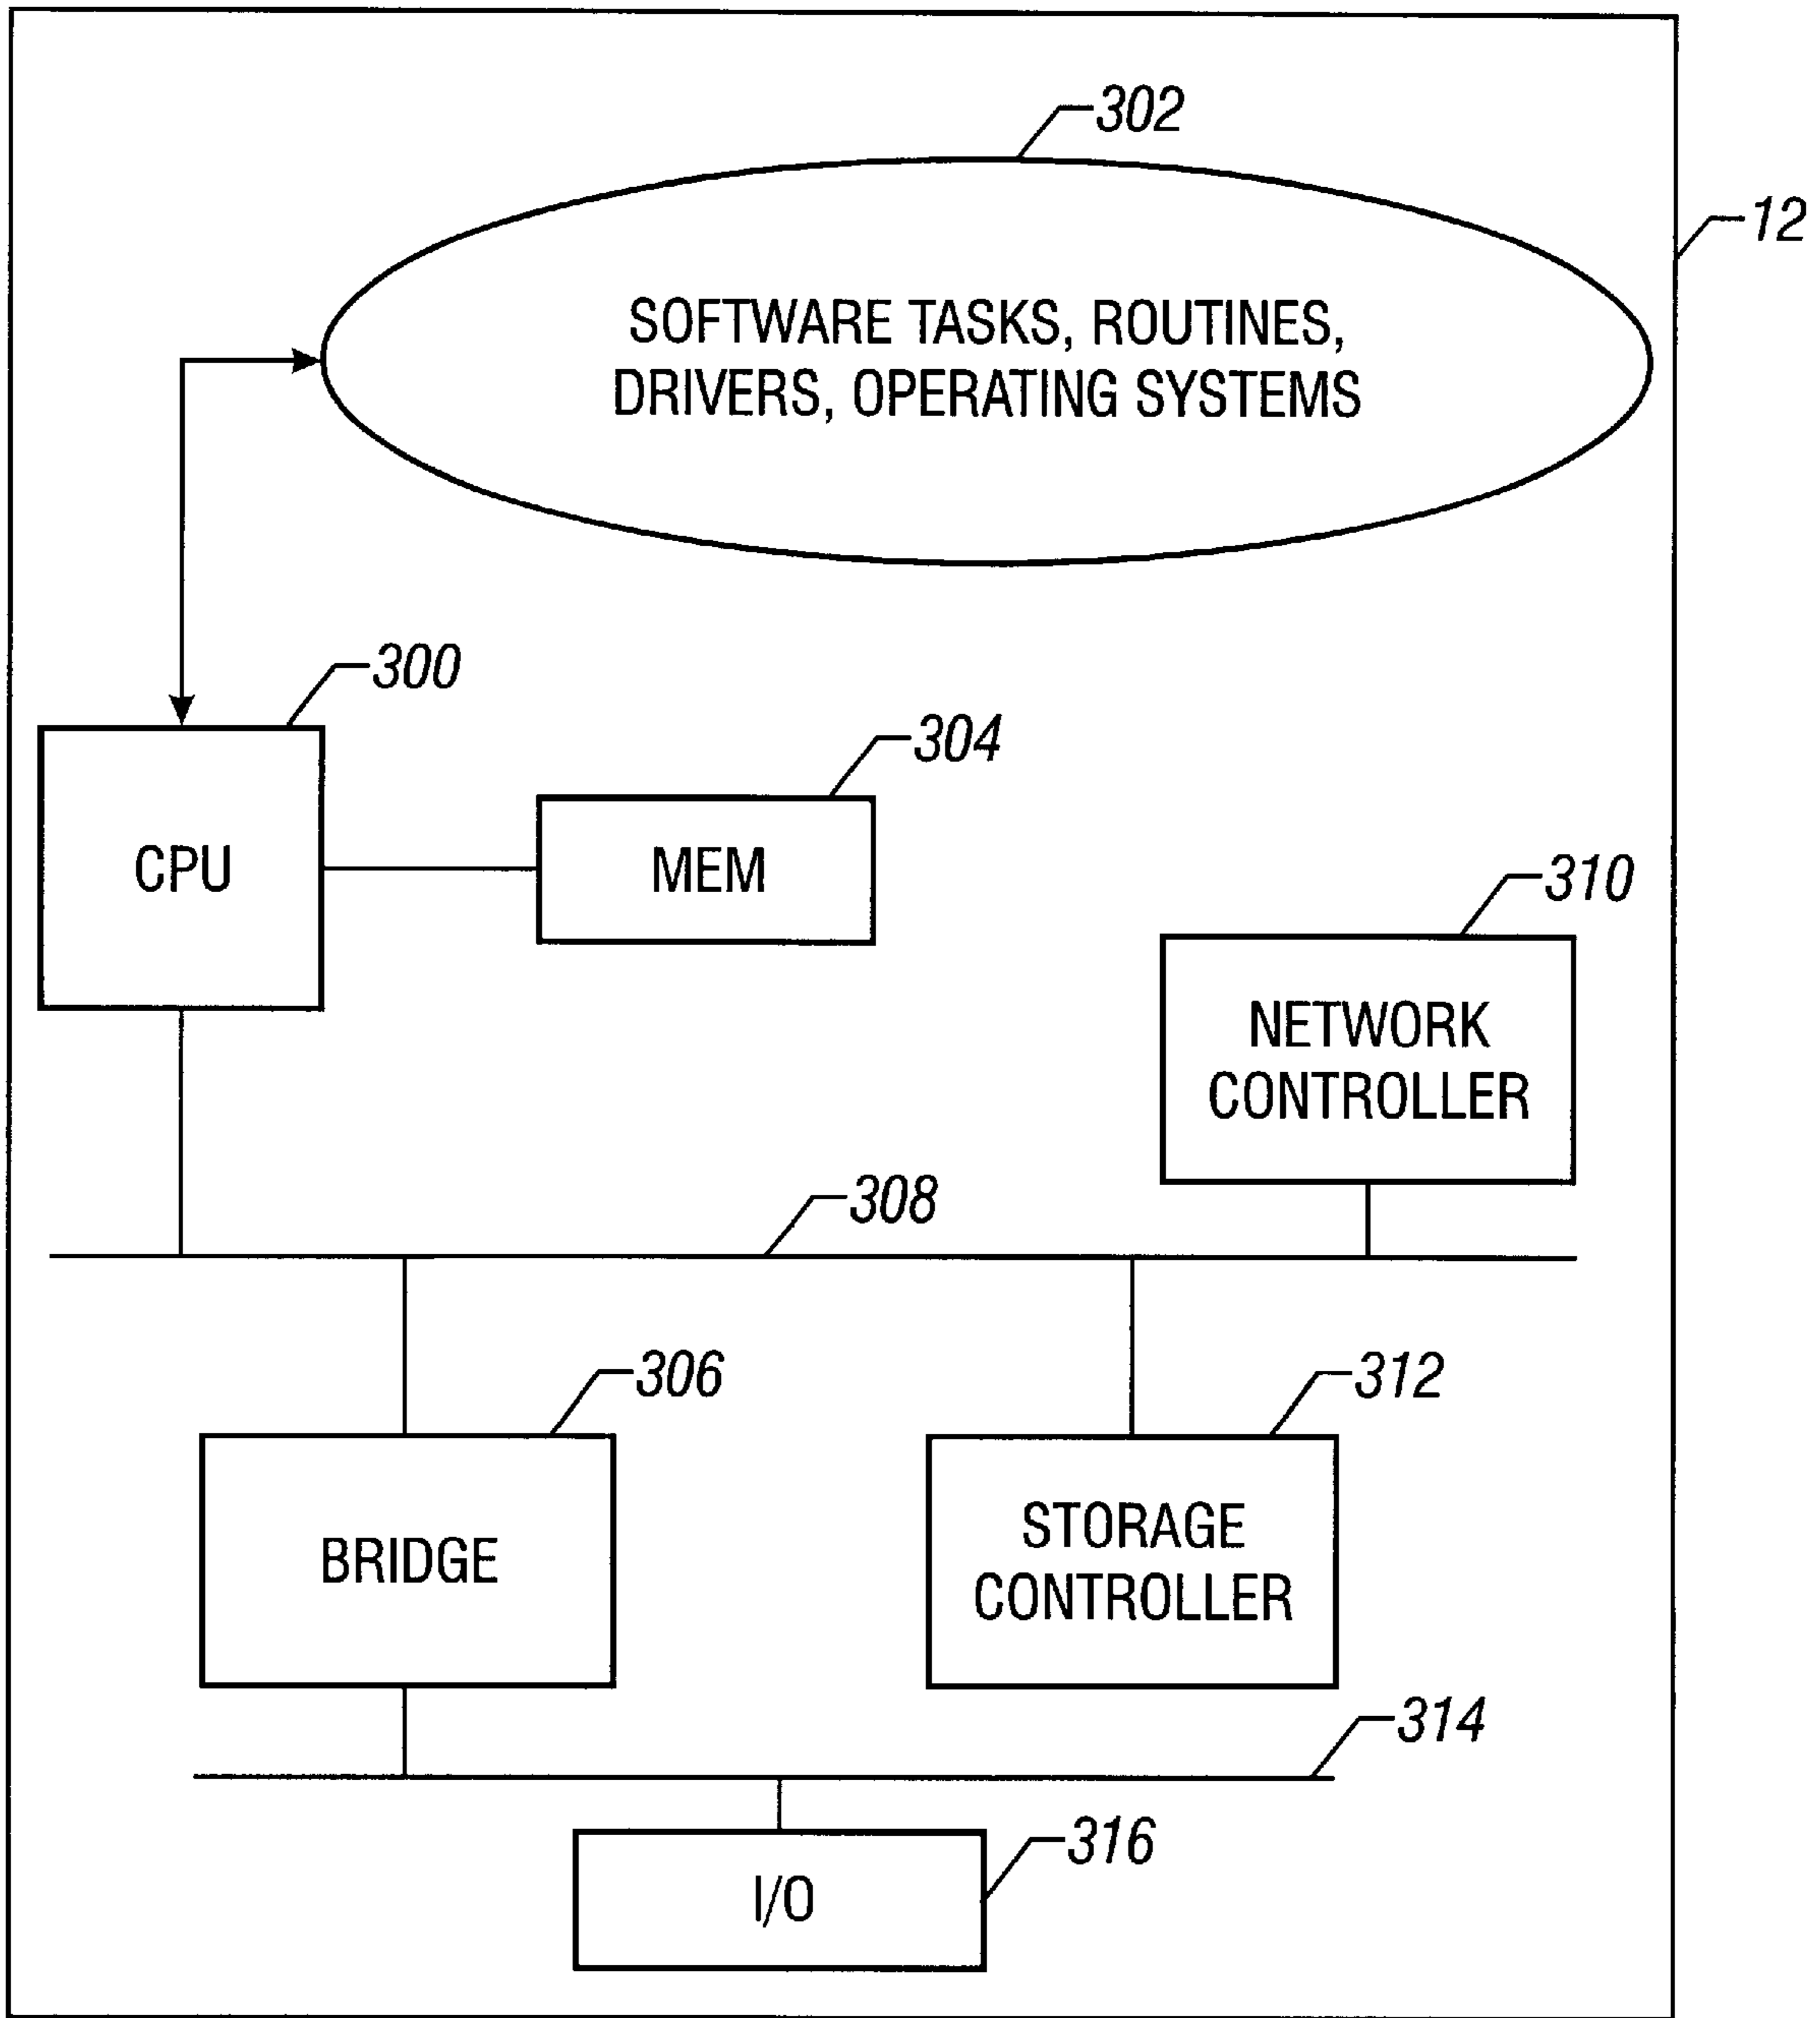 302
12
SOFTWARE TASKS, ROUTINES,
DRIVERS, OPERATING SYSTEMS
300
304
CPU
MEM
310
NETWORK
CONTROLLER
308
306
312
BRIDGE
STORAGE
CONTROLLER
314
316
I/O